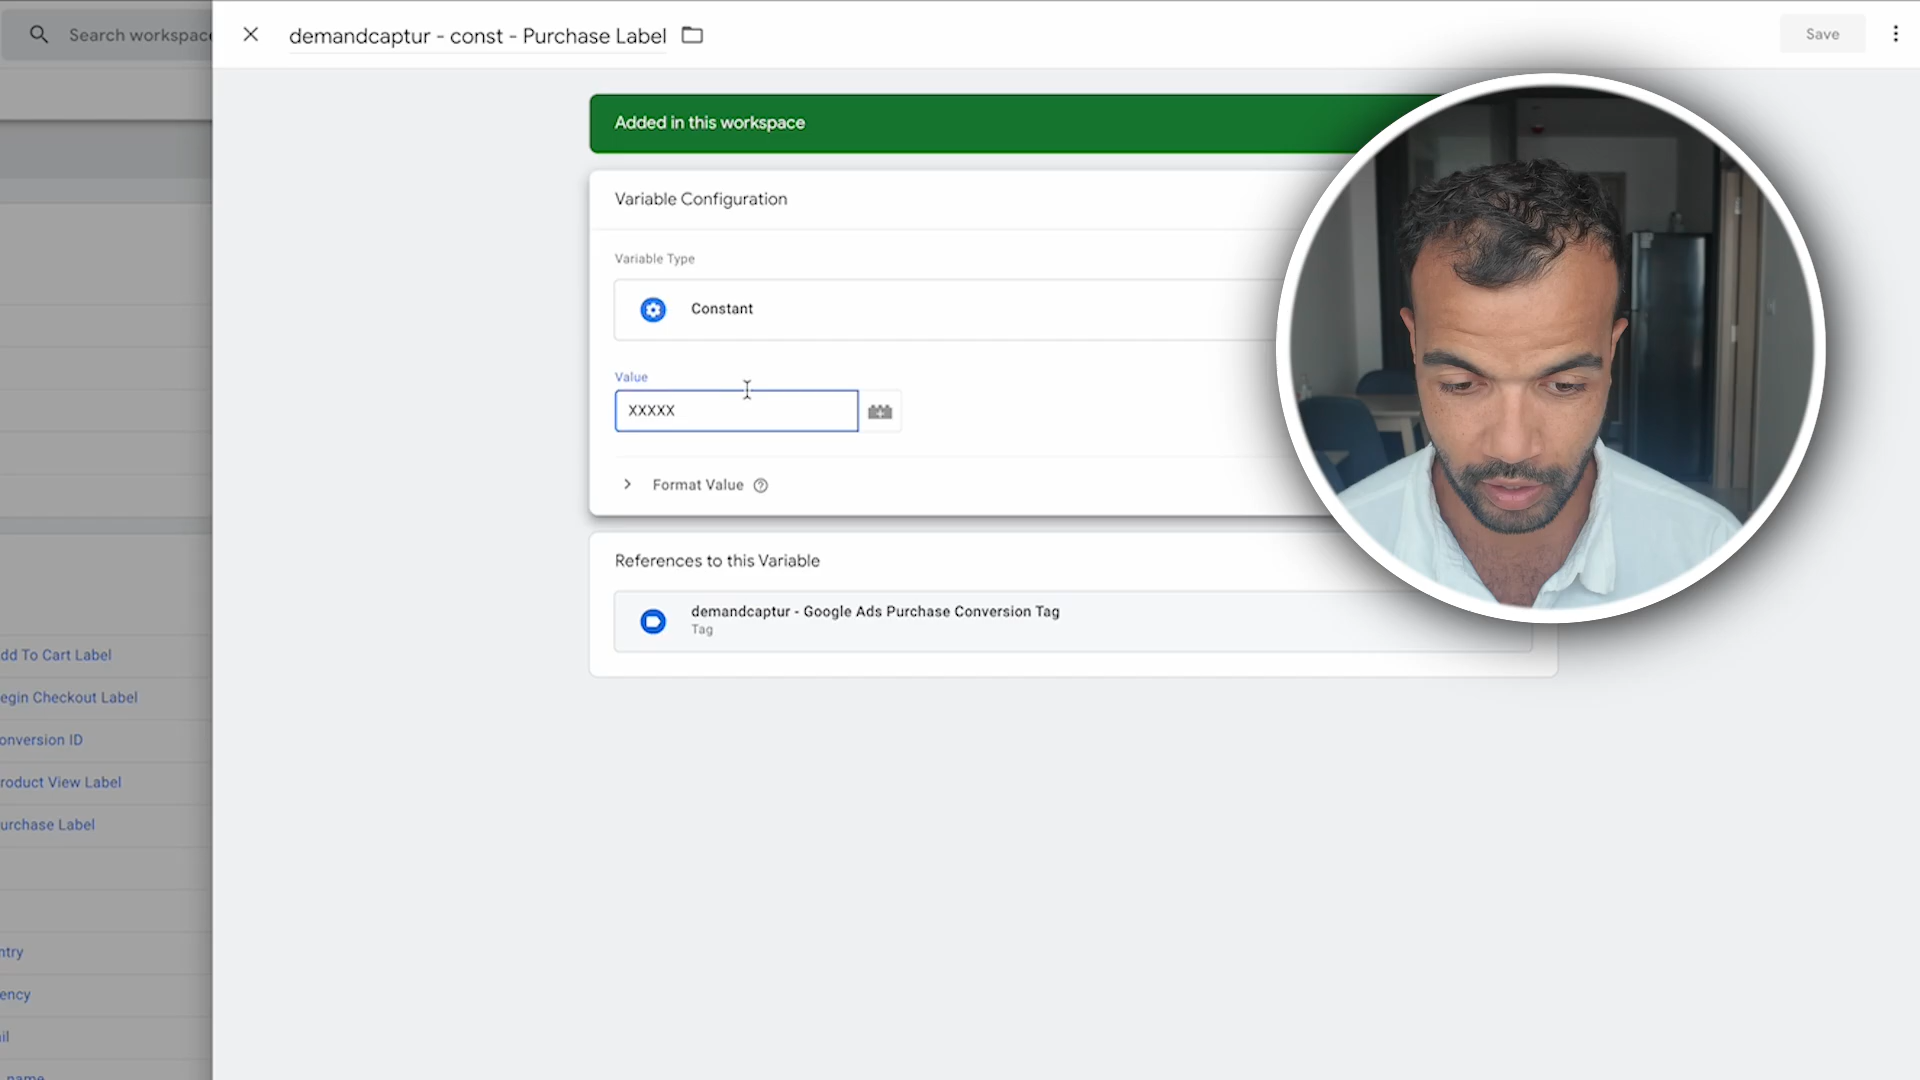 Search workspac
demandcaptur - const - Purchase Label
Save
Added in this workspace
Variable Configuration
Variable Type
Constant
Value
XXXXX
Format Value
References to this Variable
demandcaptur - Google Ads Purchase Conversion Tag
Tag
dd To Cart Label
egin Checkout Label
onversion ID
roduct View Label
urchase Label
ntry
ency
il
name